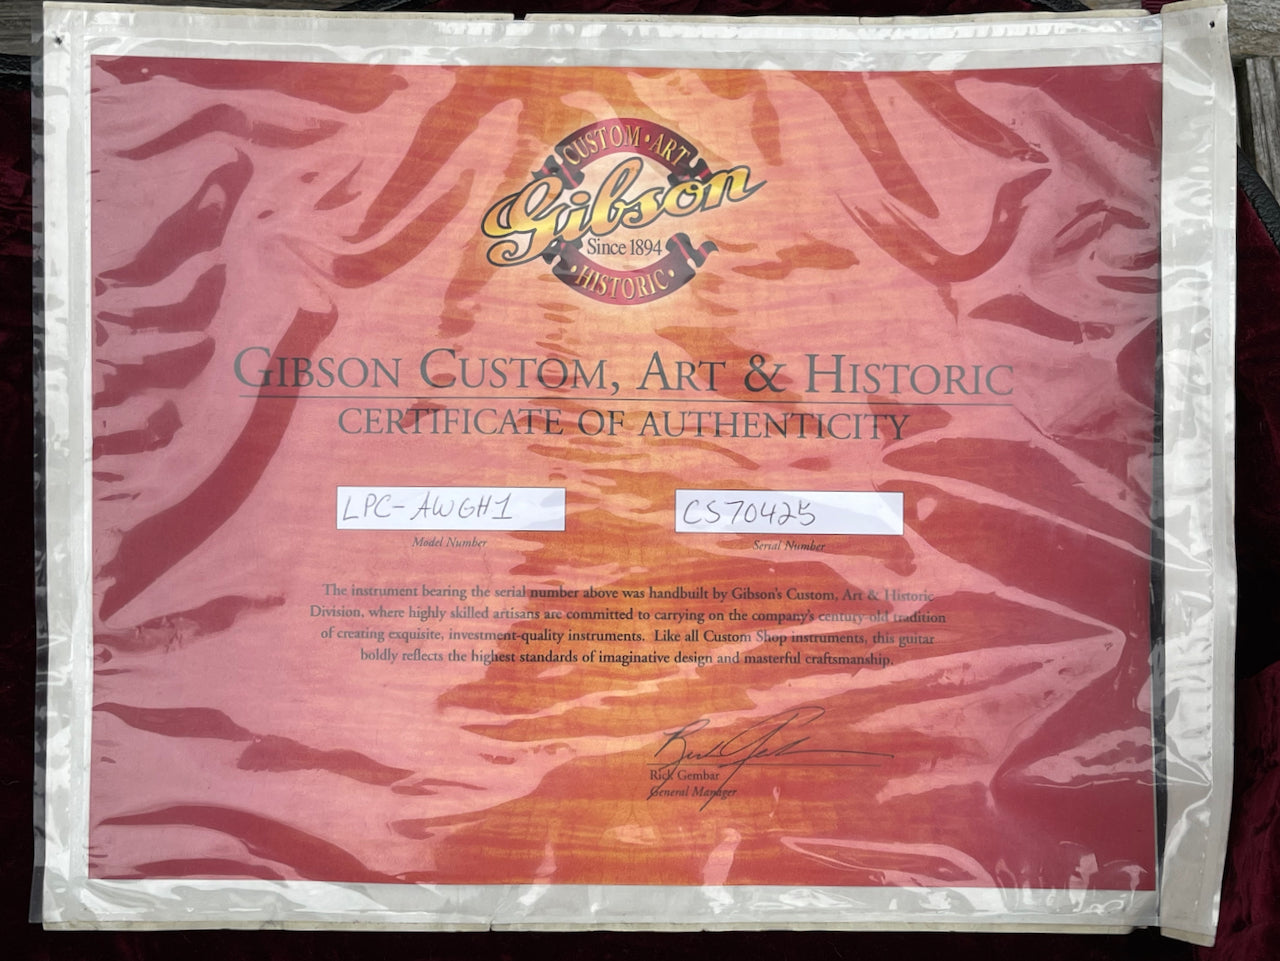 CUSTOM • ART
Gibson
Since 1894
• HISTORIC •
GIBSON CUSTOM, ART & HISTORIC
CERTIFICATE OF AUTHENTICITY
LPC-AWGH1
CS70425
Model Number
Serial Number
The instrument bearing the serial number above was handbuilt by Gibson's Custom, Art & Historic
Division, where highly skilled artisans are committed to carrying on the company's century-old tradition
of creating exquisite, investment-quality instruments. Like all Custom Shop instruments, this guitar
boldly reflects the highest standards of imaginative design and masterful craftsmanship.
Rick Gembar
General Manager